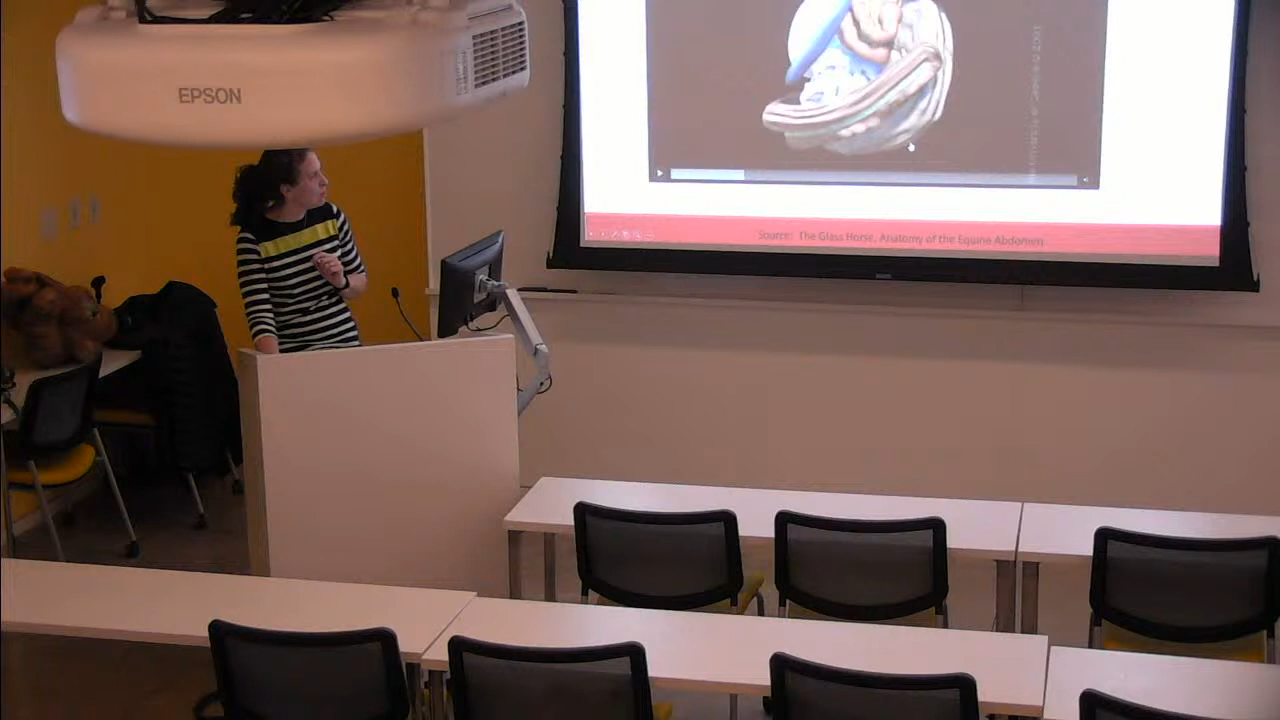 EPSON
Source: The Glass Horse, Anatomy of the Equine Abdomen